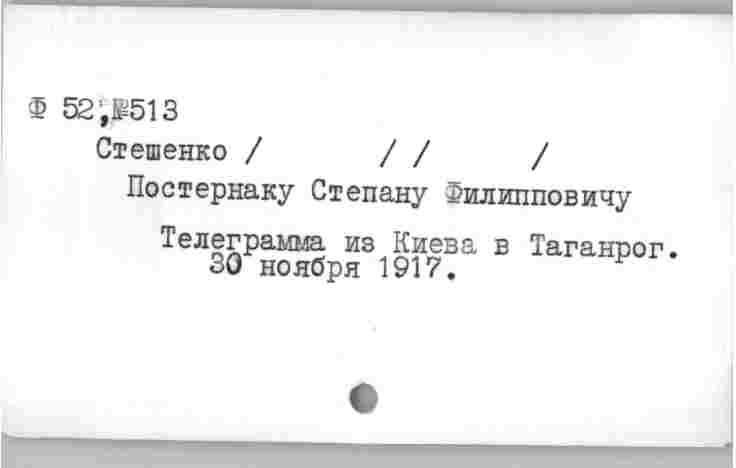 Ф 52, №513
Стешенко / / / /
Постернаку Степану Филипповичу
Телеграмма из Киева в Таганрог.
30 ноября 1917.